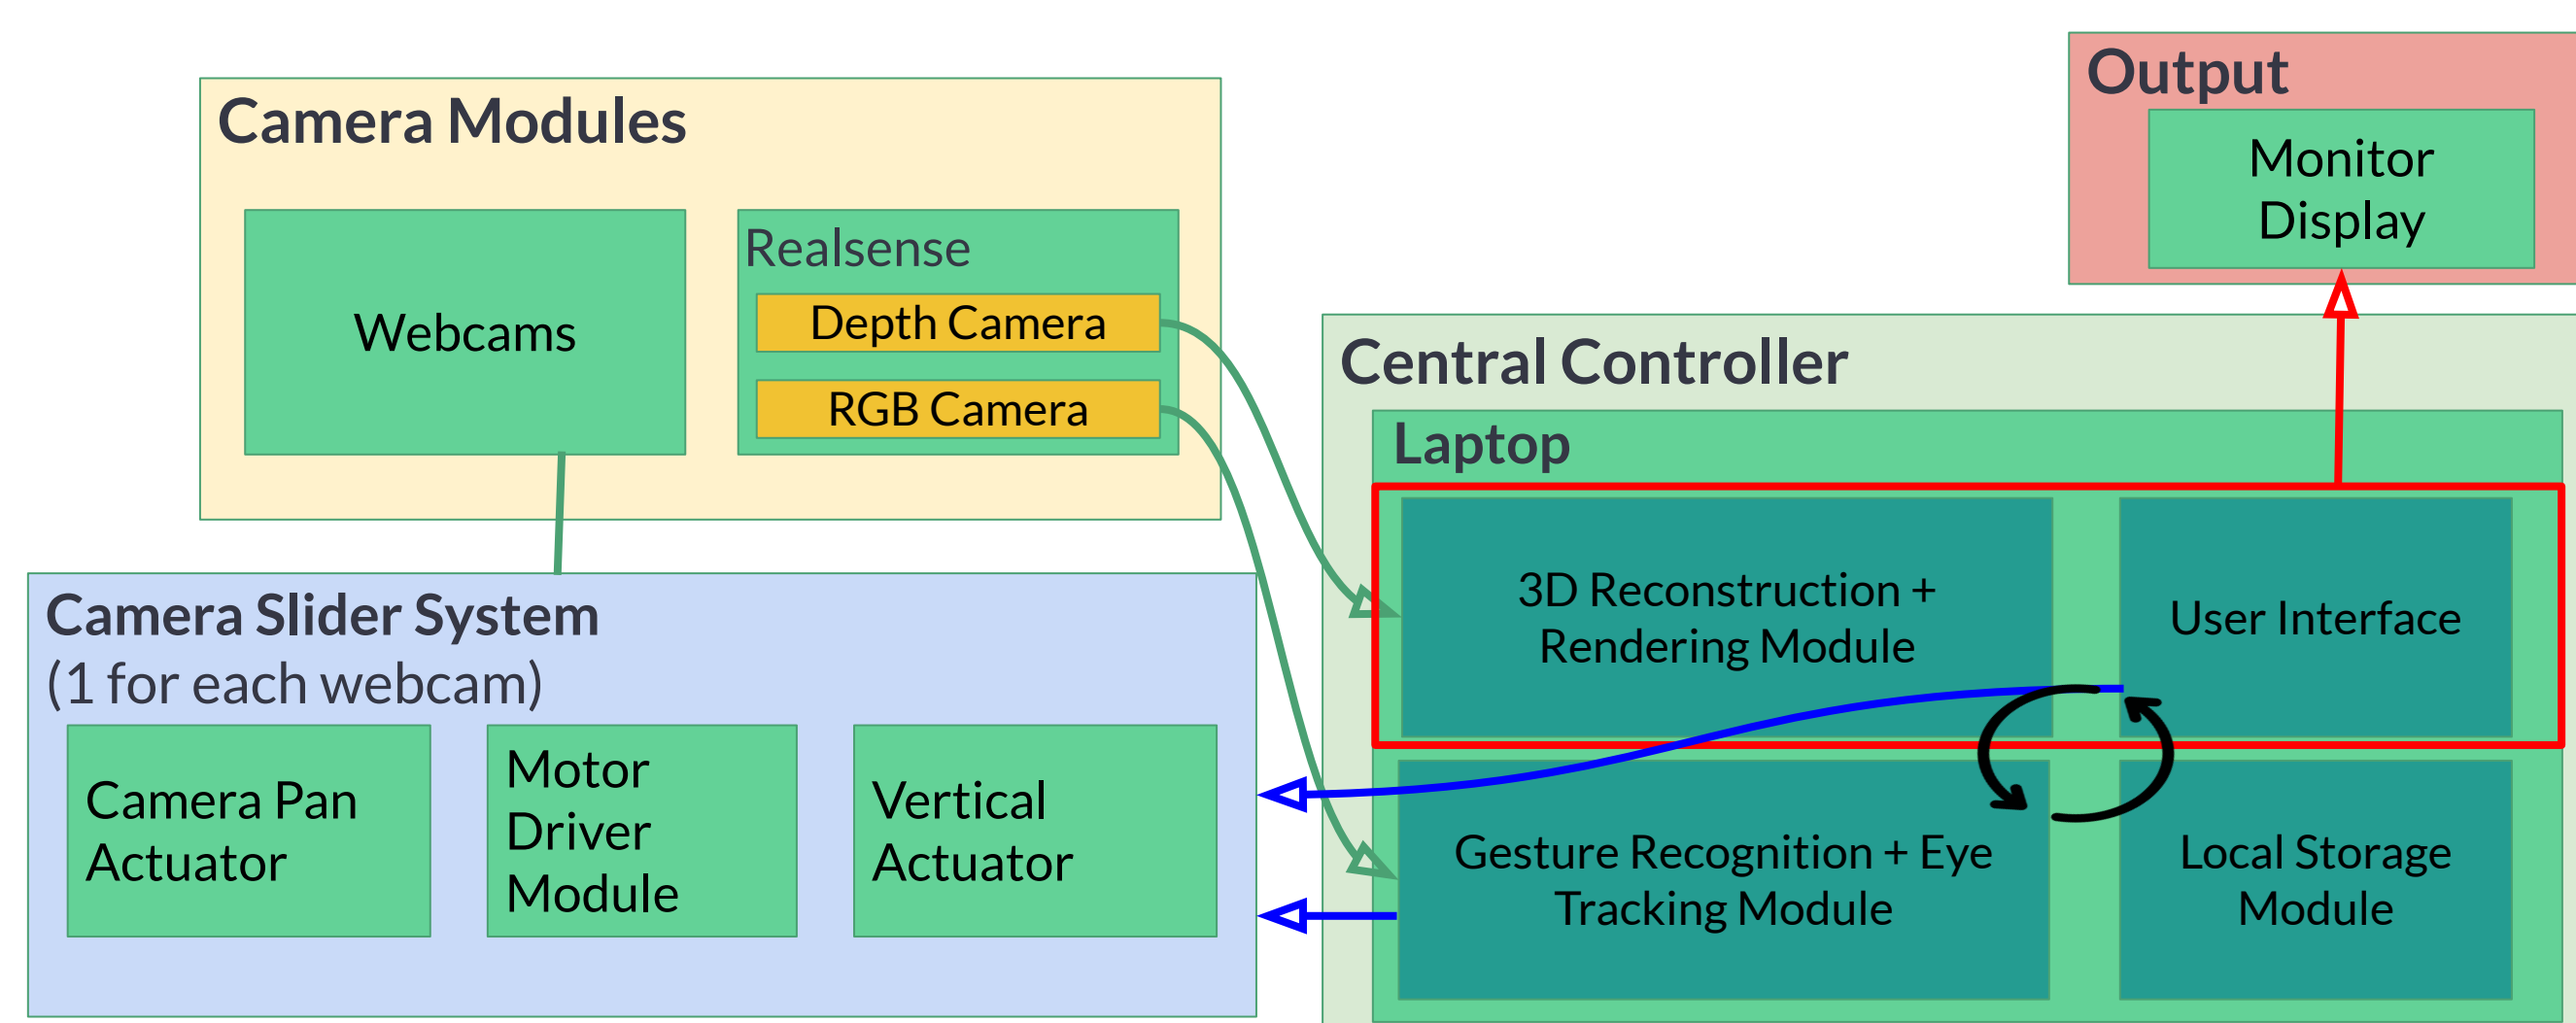 Camera Modules
Webcams
Realsense
Depth Camera
RGB Camera
Camera Slider System
(1 for each webcam)
Camera Pan
Actuator
Motor
Driver
Module
Vertical
Actuator
Output
Monitor
Display
Central Controller
Laptop
3D Reconstruction +
Rendering Module
User Interface
Gesture Recognition + Eye
Tracking Module
Local Storage
Module